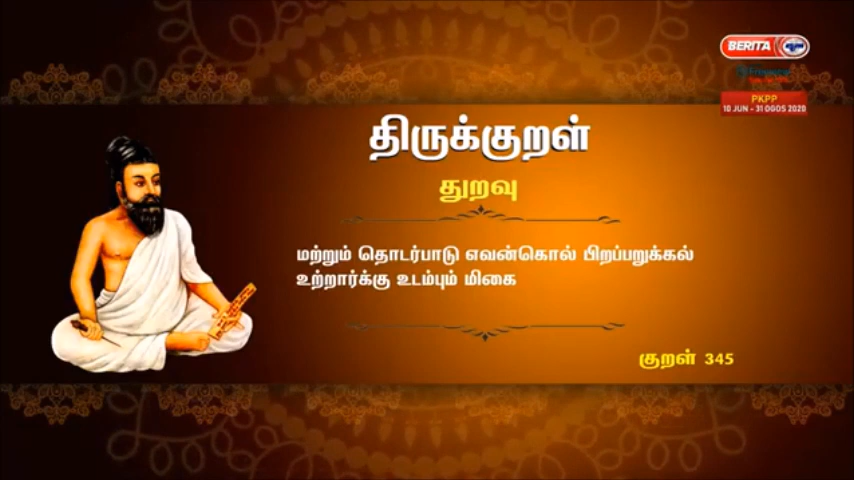 BERITA
PKPP
10 JUN - 31 OGOS 2020
திருக்குறள்
துறவு
மற்றும் தொடர்பாடு எவன்கொல் பிறப்பறுக்கல்
உற்றார்க்கு உடம்பும் மிகை
குறள் 345